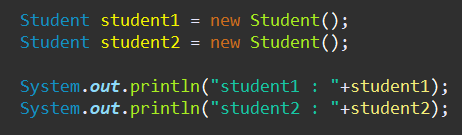 Student student1 = new Student();
Student student2 = new Student();
System.out.println("student1 : "+student1);
System.out.println("student2 : "+student2);